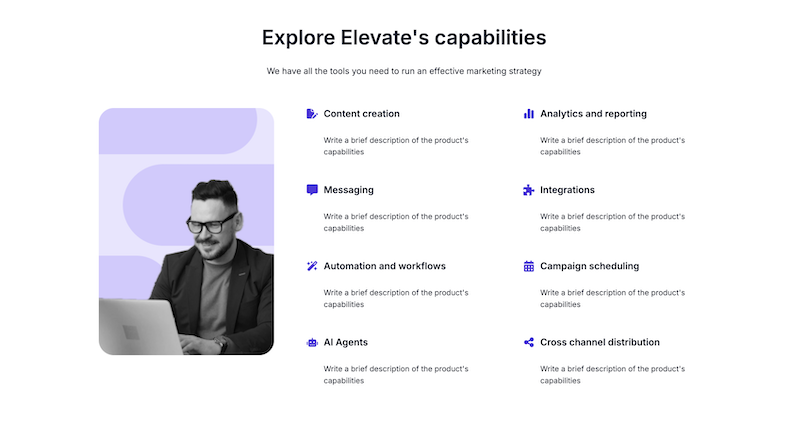 Explore Elevate's capabilities
We have all the tools you need to run an effective marketing strategy
Content creation
Write a brief description of the product's
capabilities
Analytics and reporting
Write a brief description of the product's
capabilities
Messaging
Write a brief description of the product's
capabilities
Integrations
Write a brief description of the product's
capabilities
Automation and workflows
Write a brief description of the product's
capabilities
Campaign scheduling
Write a brief description of the product's
capabilities
AI Agents
Write a brief description of the product's
capabilities
Cross channel distribution
Write a brief description of the product's
capabilities